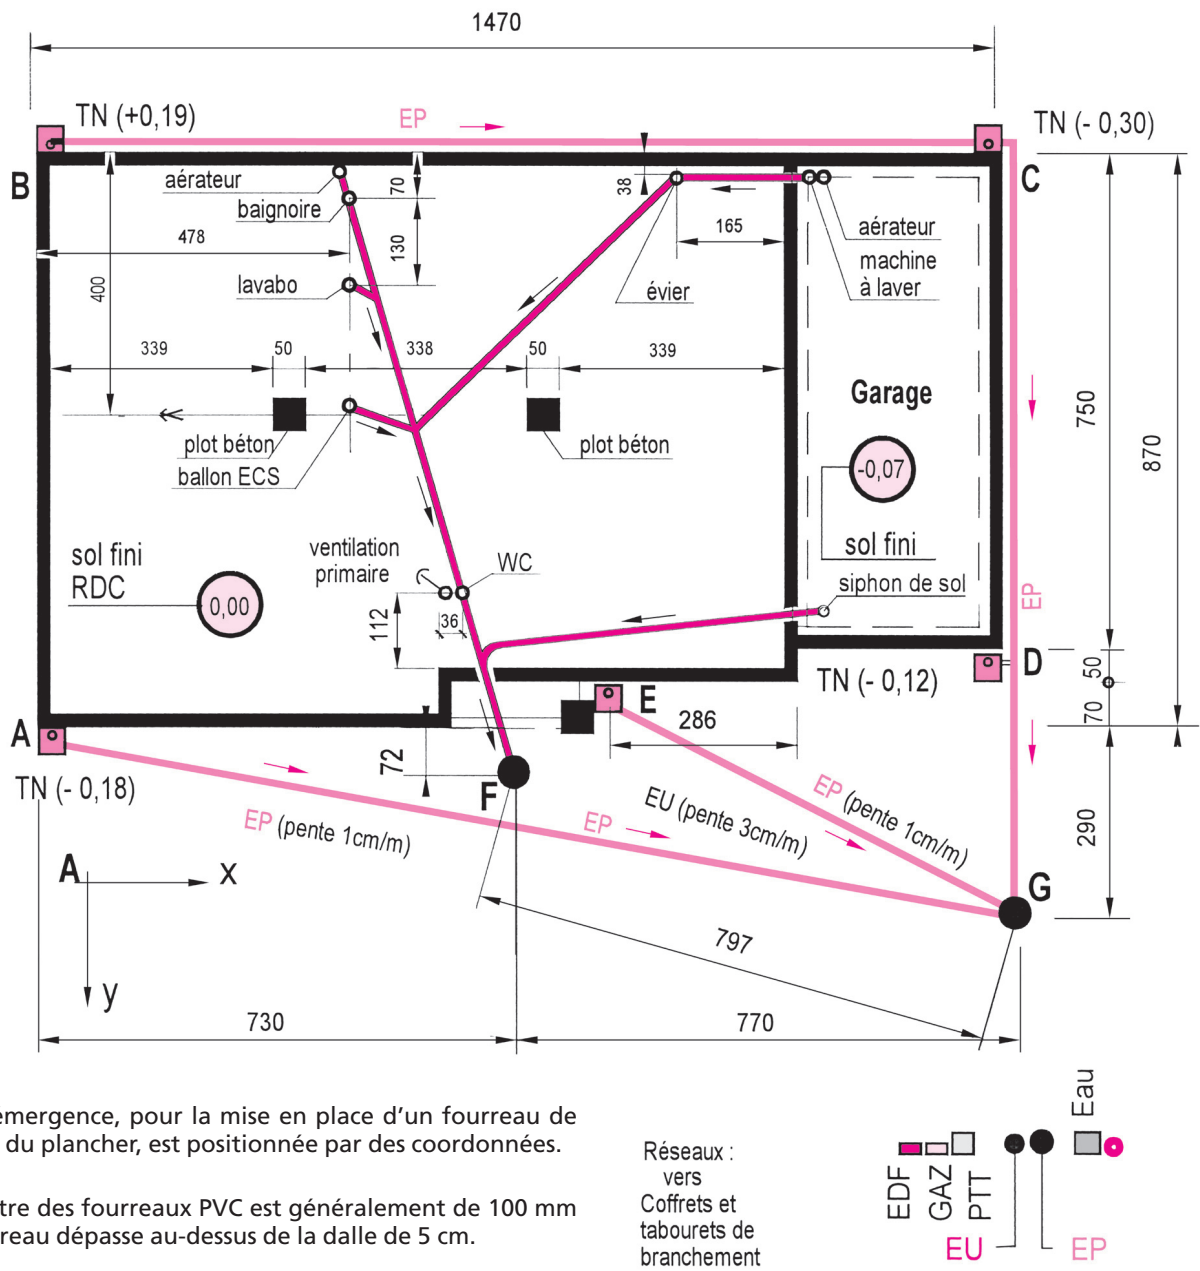 1470
TN (+0,19)
EP
TN (- 0,30)
B
C
aérateur
70
38
baignoire
478
130
165
aérateur
400
lavabo
évier
machine
à laver
339
50
338
50
339
Garage
750
870
plot béton
plot béton
ballon ECS
-0,07
sol fini
RDC
ventilation
primaire
WC
sol fini
siphon de sol
0,00
EP
112
36
D
50
TN (- 0,12)
E
A
286
70
72
TN (- 0,18)
F
EP (pente 1cm/m)
EP
EU (pente 3cm/m)
EP (pente 1cm/m)
290
A
x
G
797
y
730
770
émergence, pour la mise en place d’un fourreau de
du plancher, est positionnée par des coordonnées.
tre des fourreaux PVC est généralement de 100 mm
reau dépasse au-dessus de la dalle de 5 cm.
Réseaux :
vers
Coffrets et
tabourets de
branchement
EDF
GAZ
PTT
Eau
EU
EP